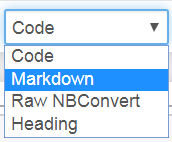 Code
Code
Markdown
Raw NBConvert
Heading